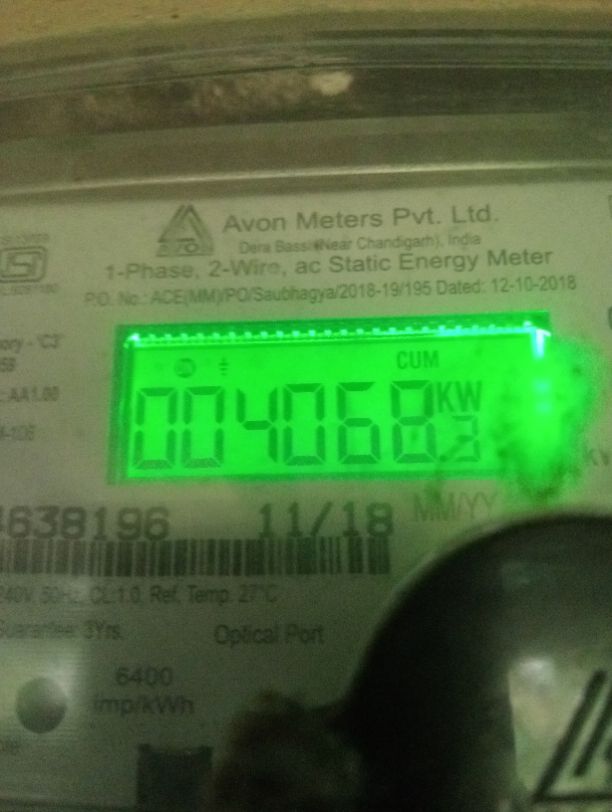 Avon Meters Pvt. Ltd.
Dera Bassi (Near Chandigarh), India
1-Phase, 2-Wire, ac Static Energy Meter
P.O. No.: ACE(MM)/PO/Saubhagya/2018-19/195 Dated: 12-10-2018
CUM
KW
004068.3
4638196 11/18 MM/YY
240V, 50Hz, CL:1.0, Ref. Temp. 27°C
Guarantee: 3Yrs.
Optical Port
6400
imp/kWh